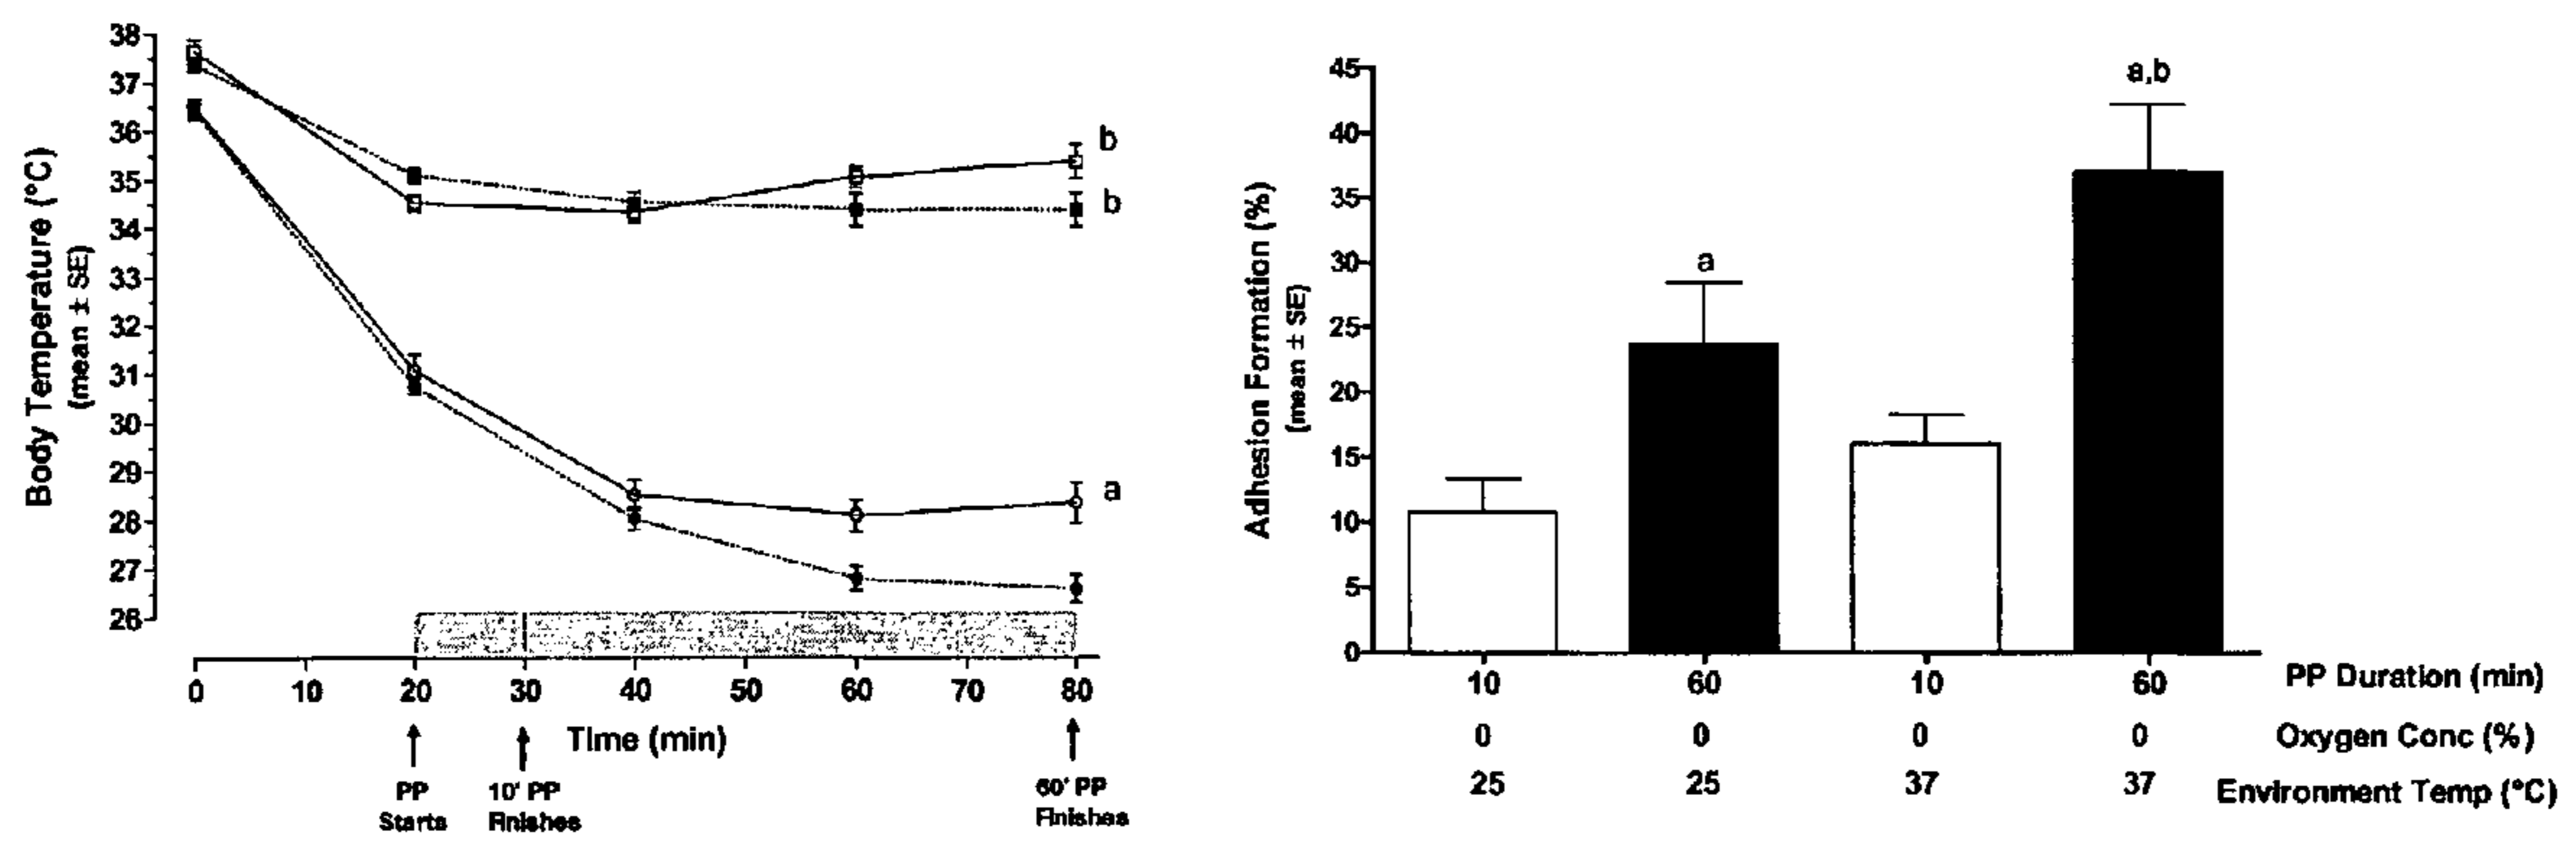 Body Temperature (°C)
(mean ± SE)
38
37
36
35
34
33
32
31
30
29
28
27
26
b
b
a
0 10 20 30 40 50 60 70 80
Time (min)
PP
Starts
10' PP
Finishes
60' PP
Finishes
Adhesion Formation (%)
(mean ± SE)
45
40
35
30
25
20
15
10
5
0
a
a,b
10 60 10 60 PP Duration (min)
0 0 0 0 Oxygen Conc (%)
25 25 37 37 Environment Temp (°C)